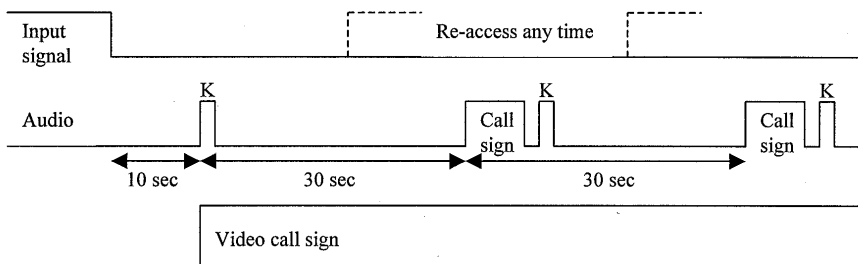 Input
signal
Re-access any time
K
K
K
Audio
Call
sign
Call
sign
10 sec
30 sec
30 sec
Video call sign